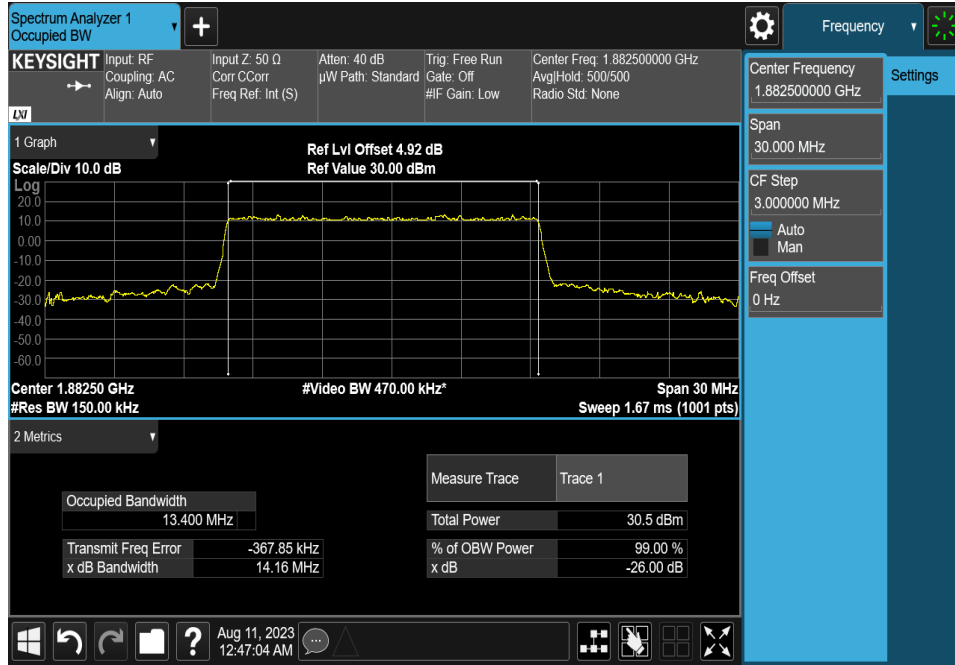 Spectrum Analyzer 1
Occupied BW
+
Frequency
KEYSIGHT
LXI
Input: RF
Coupling: AC
Align: Auto
Input Z: 50 Ω
Corr CCorr
Freq Ref: Int (S)
Atten: 40 dB
µW Path: Standard
Trig: Free Run
Gate: Off
#IF Gain: Low
Center Freq: 1.882500000 GHz
Avg|Hold: 500/500
Radio Std: None
Center Frequency
1.882500000 GHz
Settings
Span
30.000 MHz
CF Step
3.000000 MHz
Auto
Man
Freq Offset
0 Hz
1 Graph
Scale/Div 10.0 dB
Ref Lvl Offset 4.92 dB
Ref Value 30.00 dBm
Log
20.0
10.0
0.00
-10.0
-20.0
-30.0
-40.0
-50.0
-60.0
Center 1.88250 GHz
#Video BW 470.00 kHz*
Span 30 MHz
#Res BW 150.00 kHz
Sweep 1.67 ms (1001 pts)
2 Metrics
Measure Trace Trace 1
Occupied Bandwidth
13.400 MHz
Total Power 30.5 dBm
Transmit Freq Error -367.85 kHz
% of OBW Power 99.00 %
x dB Bandwidth 14.16 MHz
x dB -26.00 dB
?
Aug 11, 2023
12:47:04 AM